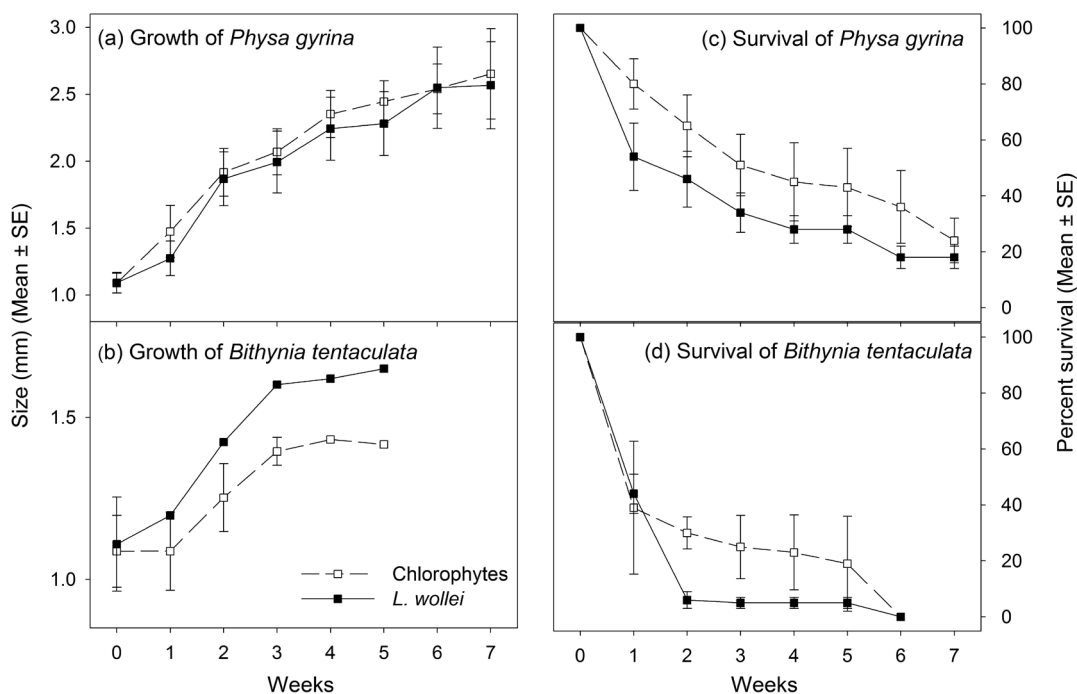 (a) Growth of Physa gyrina
3.0
2.5
2.0
1.5
1.0
(c) Survival of Physa gyrina
100
80
60
40
20
0
(b) Growth of Bithynia tentaculata
1.5
1.0
Chlorophytes
L. wollei
(d) Survival of Bithynia tentaculata
100
80
60
40
20
0
0 1 2 3 4 5 6 7
Weeks
0 1 2 3 4 5 6 7
Weeks
Size (mm) (Mean ± SE)
Percent survival (Mean ± SE)